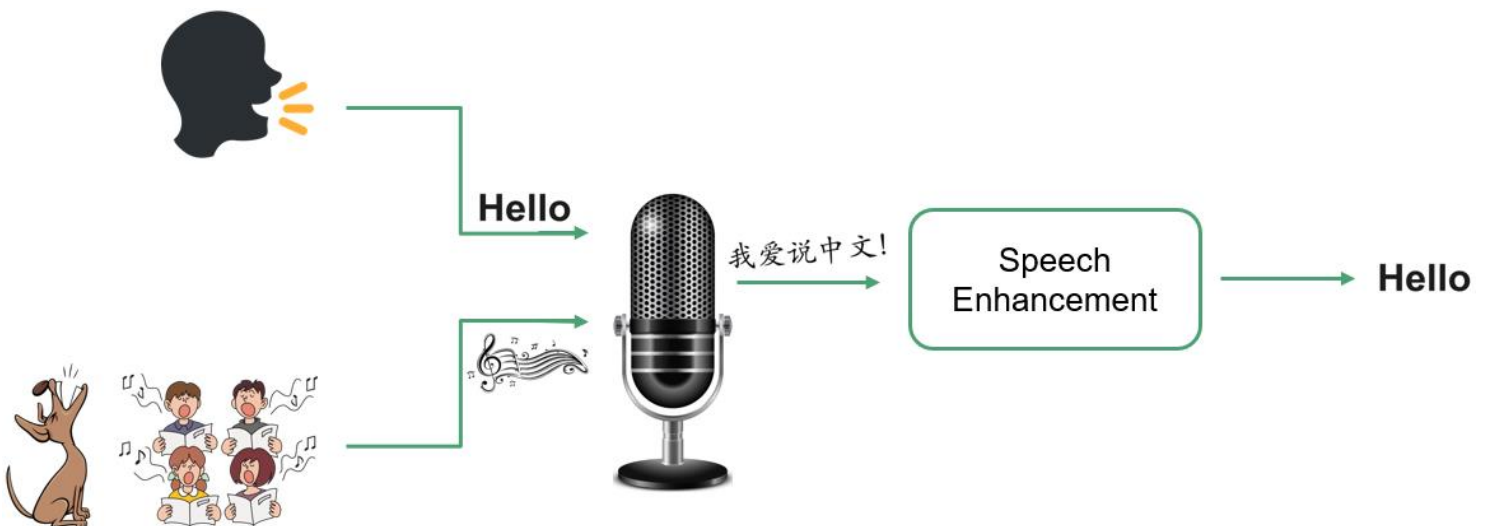 Hello
我爱说中文!
Speech
Enhancement
Hello